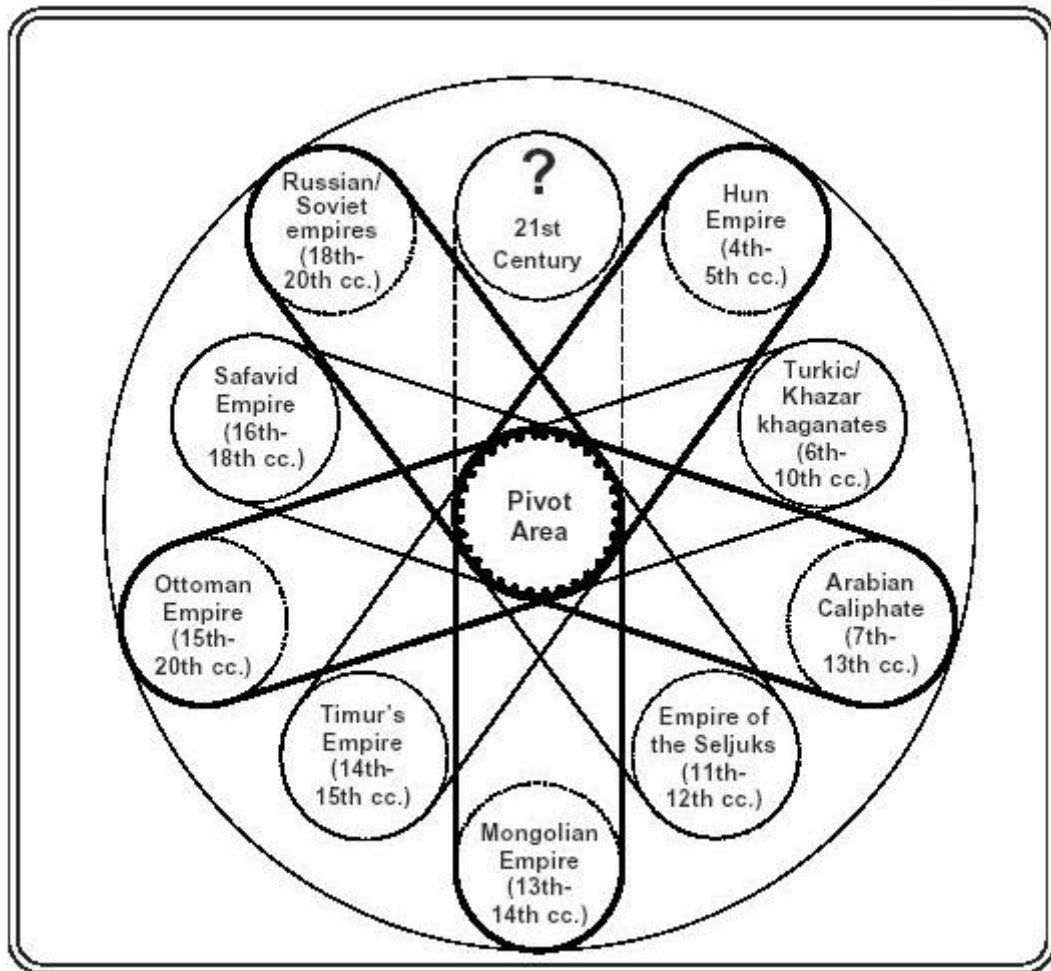 ?
21st
Century
Hun
Empire
(4th-
5th cc.)
Turkic/
Khazar
khaganates
(6th-
10th cc.)
Arabian
Caliphate
(7th-
13th cc.)
Empire of
the Seljuks
(11th-
12th cc.)
Mongolian
Empire
(13th-
14th cc.)
Timur's
Empire
(14th-
15th cc.)
Ottoman
Empire
(15th-
20th cc.)
Safavid
Empire
(16th-
18th cc.)
Russian/
Soviet
empires
(18th-
20th cc.)
Pivot
Area